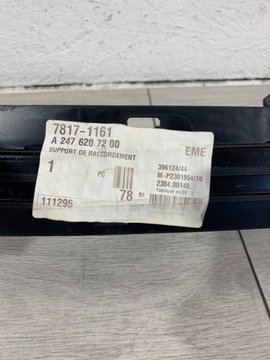 7817-1161
A 247 620 72 00
EME
SUPPORT DE RACCORDEMENT
1
PC
396124/44
M-P2301954/10
2304.00140
78
B1
111295